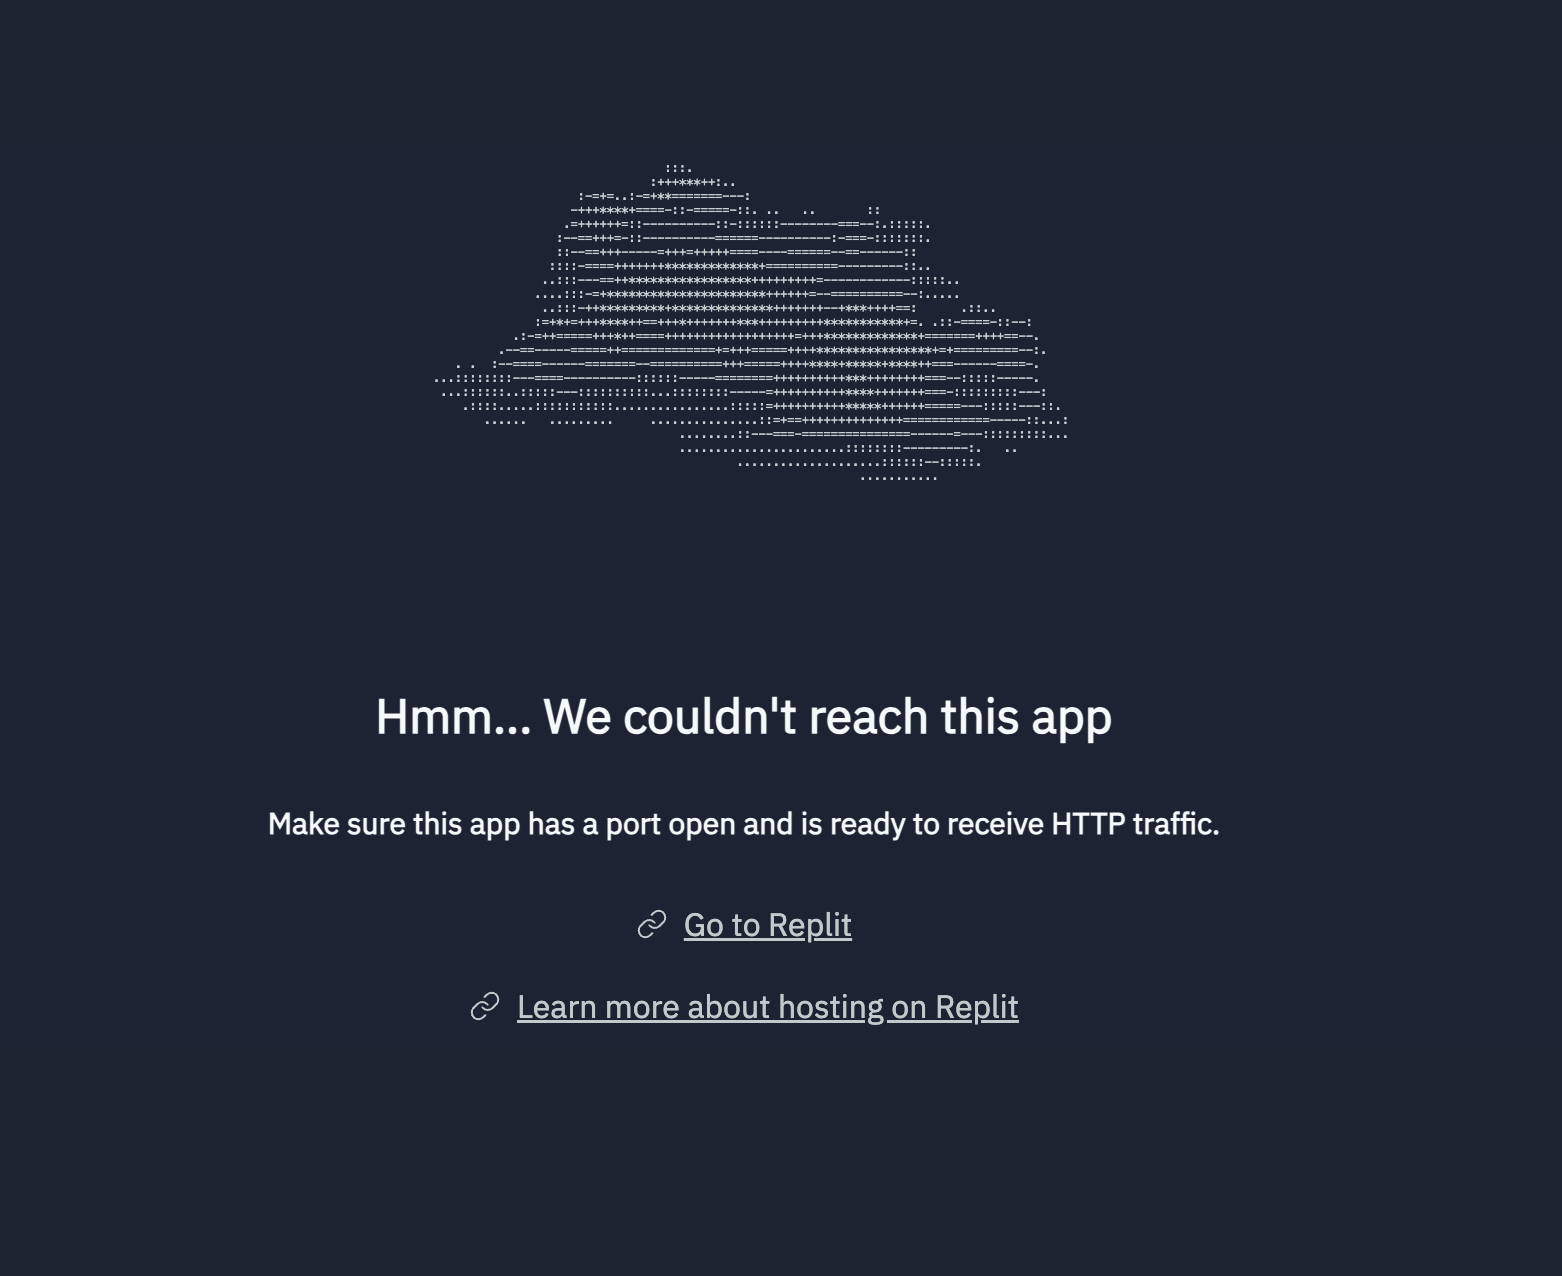 Hmm... We couldn't reach this app
Make sure this app has a port open and is ready to receive HTTP traffic.
Go to Replit
Learn more about hosting on Replit